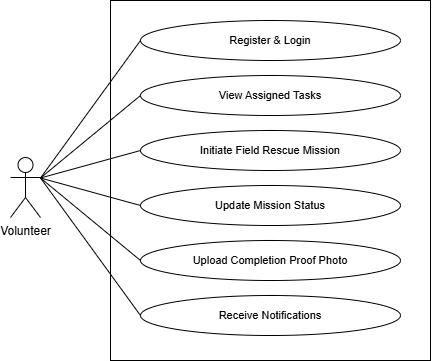 Register & Login
View Assigned Tasks
Initiate Field Rescue Mission
Update Mission Status
Volunteer
Upload Completion Proof Photo
Receive Notifications